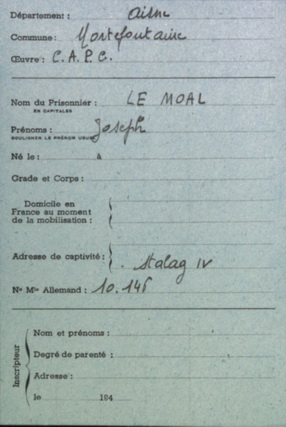 Département : Aisne
Commune : Mortefontaine
Œuvre : C.A.P.C.
Nom du Prisonnier : LE MOAL
EN CAPITALES
Prénoms : Joseph
SOULIGNER LE PRÉNOM USUEL
Né le : à
Grade et Corps :
Domicile en
France au moment
de la mobilisation :
Adresse de captivité : . stalag IV
Nº Mle Allemand : 10.146
Inscripteur
Nom et prénoms :
Degré de parenté :
Adresse :
le 194